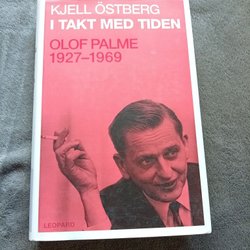 KJELL ÖSTBERG
I TAKT MED TIDEN
OLOF PALME
1927–1969
LEOPARD